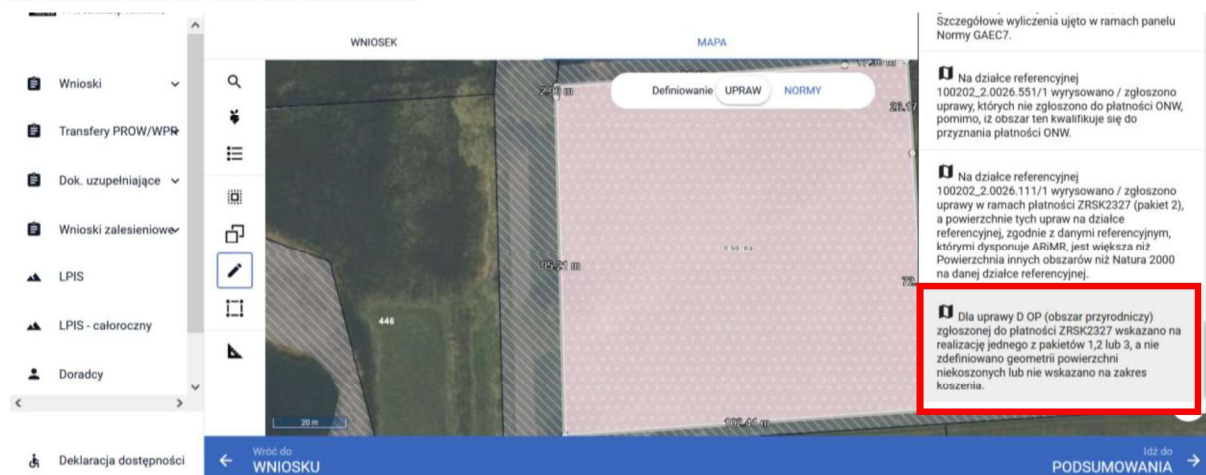 WNIOSEK
MAPA
Wnioski
Transfery PROW/WPR
Dok. uzupełniające
Wnioski zalesieniowe
LPIS
LPIS - całoroczny
Doradcy
Deklaracja dostępności
Definiowanie UPRAW NORMY
95.21 m
72.
446
20 m
102.41 m
Szczegółowe wyliczenia ujęto w ramach panelu
Normy GAEC7.
Na działce referencyjnej
100202_2.0026.551/1 wyrysowano / zgłoszono
uprawy, których nie zgłoszono do płatności ONW,
pomimo, iż obszar ten kwalifikuje się do
przyznania płatności ONW.
Na działce referencyjnej
100202_2.0026.111/1 wyrysowano / zgłoszono
uprawy w ramach płatności ZRSK2327 (pakiet 2),
a powierzchnie tych upraw na działce
referencyjnej, zgodnie z danymi referencyjnym,
którymi dysponuje ARiMR, jest większa niż
Powierzchnia innych obszarów niż Natura 2000
na danej działce referencyjnej.
Dla uprawy D OP (obszar przyrodniczy)
zgłoszonej do płatności ZRSK2327 wskazano na
realizację jednego z pakietów 1,2 lub 3, a nie
zdefiniowano geometrii powierzchni
niekoszonych lub nie wskazano na zakres
koszenia.
Wróć do
WNIOSKU
Idź do
PODSUMOWANIA